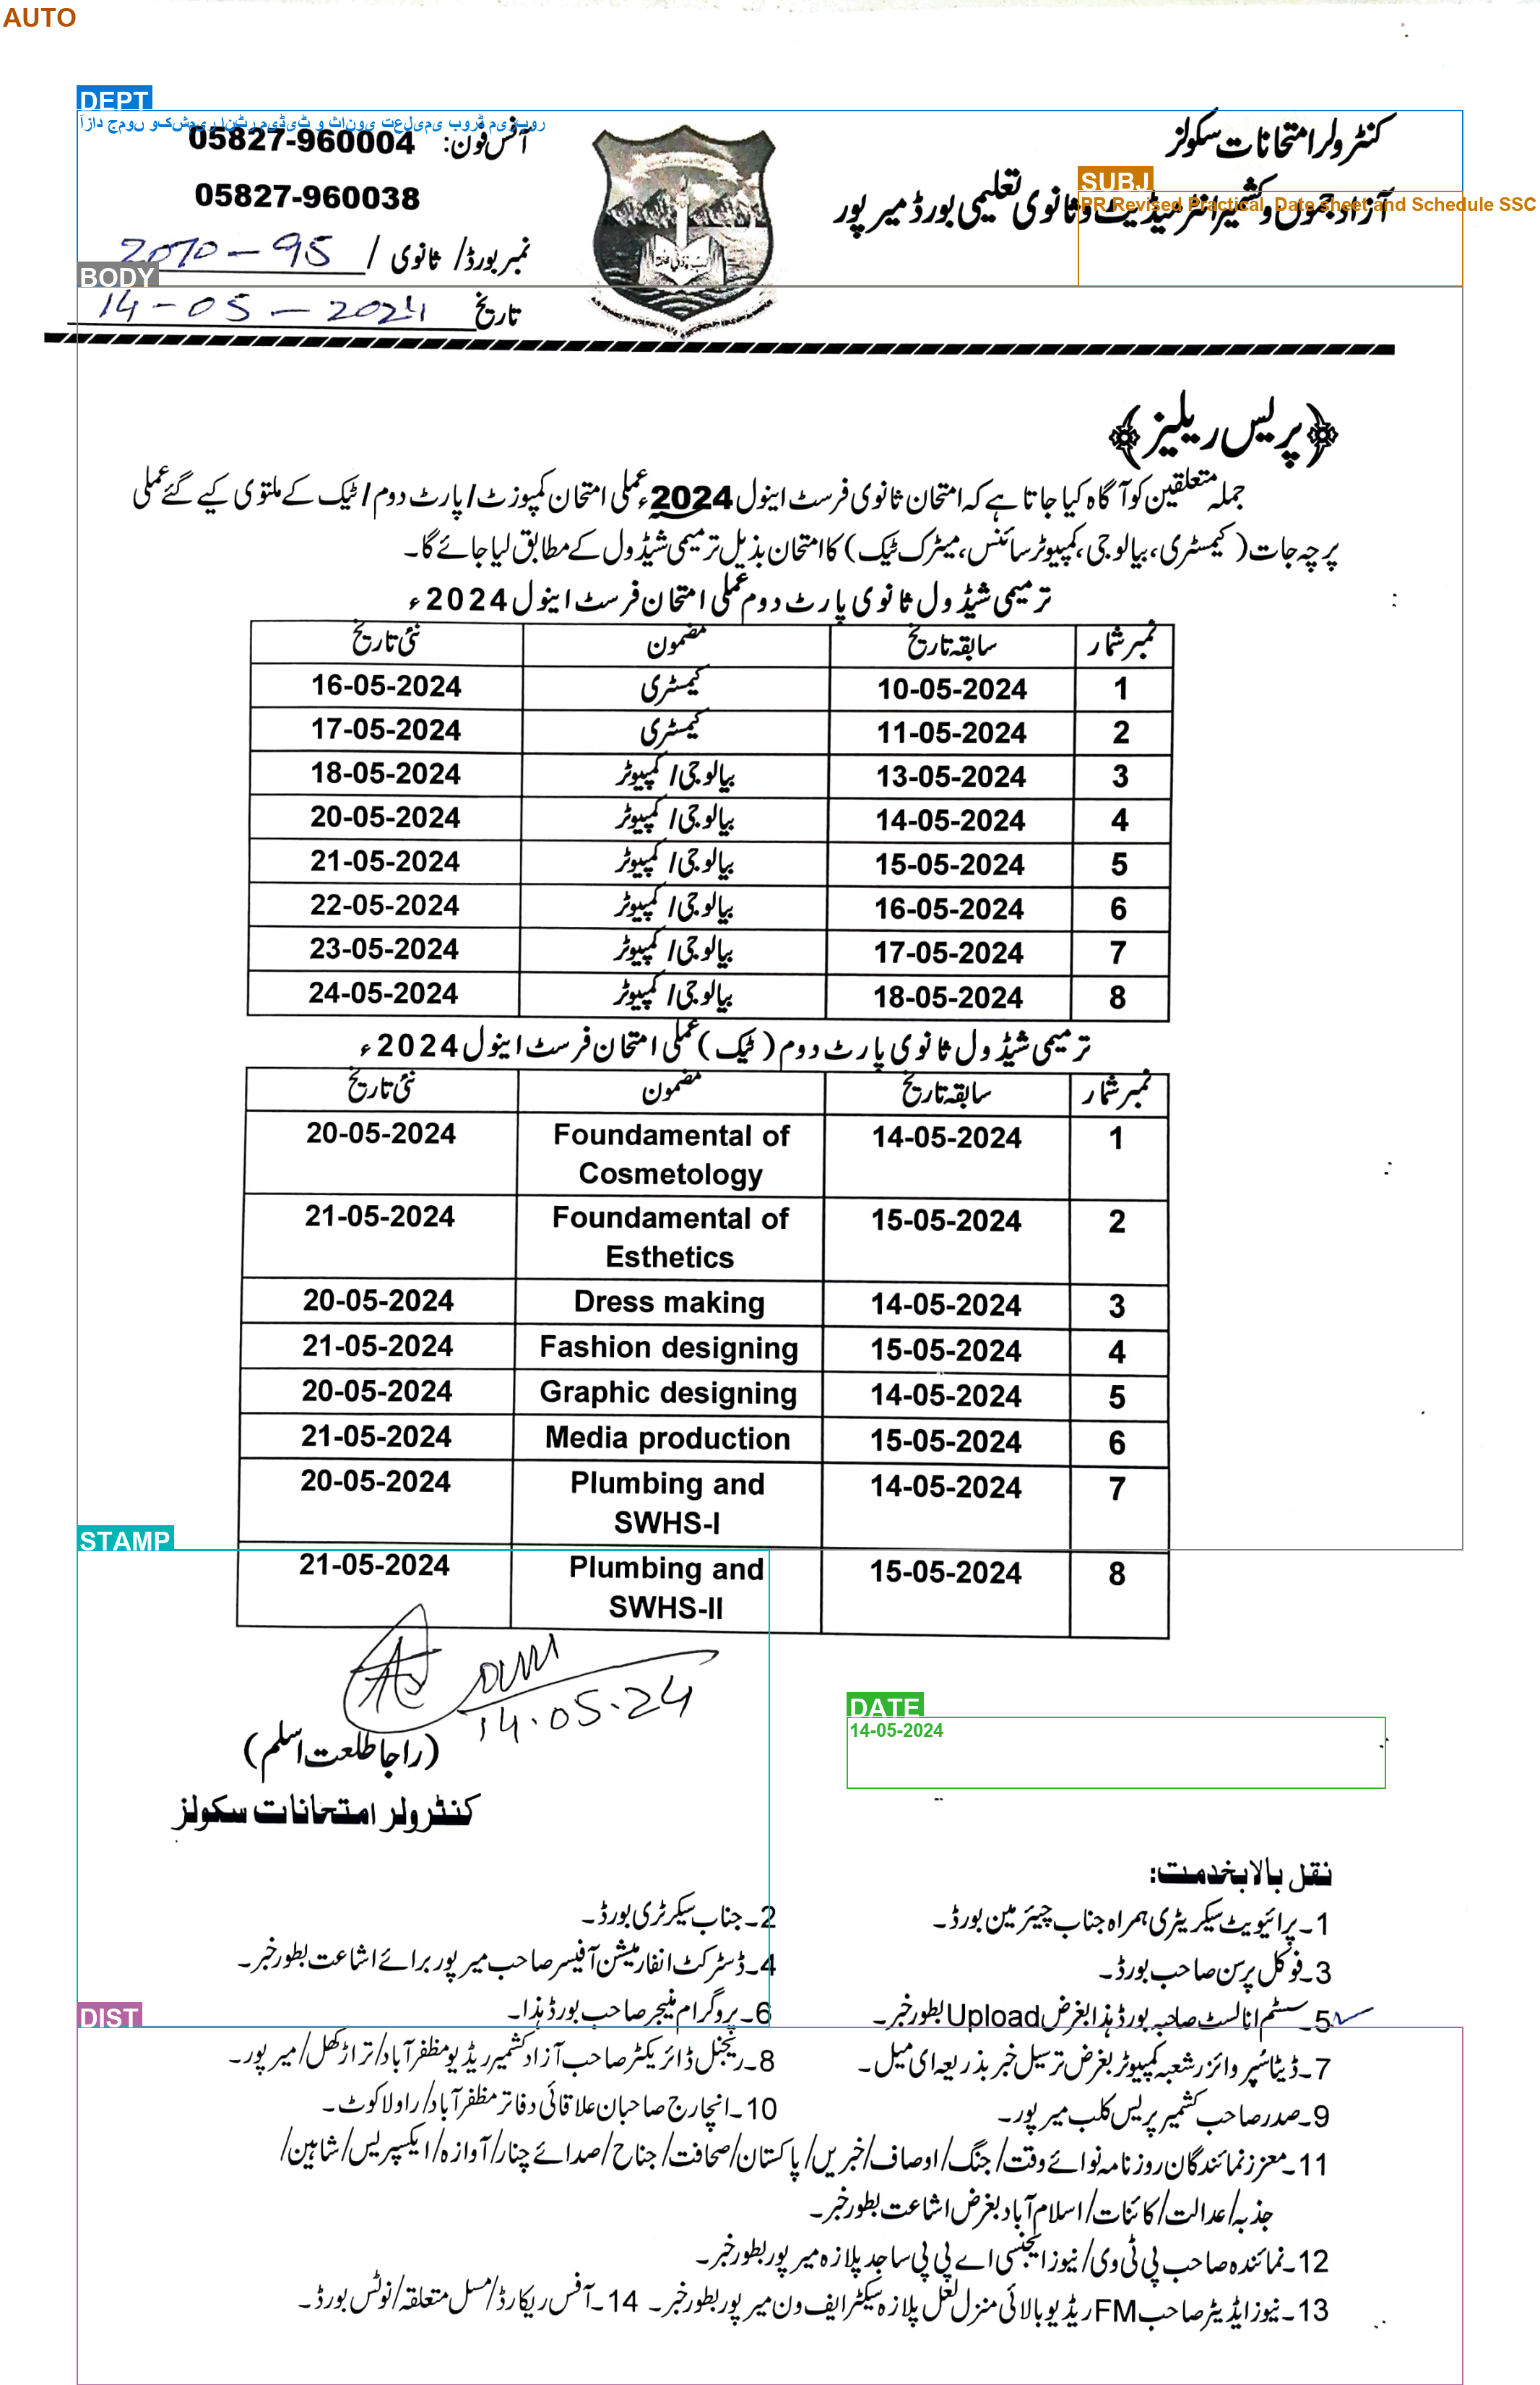 AUTO
DEPT
آزاد جموں وکشمیر انٹرمیڈیٹ و ثانوی تعلیمی بورڈ میرپور
کنٹرولر امتحانات سکولز
آفس فون: 05827-960004
05827-960038
SUBJ
PR Revised Practical, Date sheet and Schedule SSC
آزاد جموں وکشمیر انٹرمیڈیٹ و ثانوی تعلیمی بورڈ میر پور
نمبر بورڈ/ ثانوی / 2070-95
BODY
تاریخ 14-05-2024
﴿پریس ریلیز﴾
جملہ متعلقین کو آگاہ کیا جاتا ہے کہ امتحان ثانوی فرسٹ اینول 2024ء عملی امتحان کمپوزٹ/ پارٹ دوم/ ٹیک کے ملتوی کیے گئے عملی
پرچہ جات (کیمسٹری، بیالوجی، کمپیوٹر سائنس، میٹرک ٹیک) کا امتحان بذیل ترمیمی شیڈول کے مطابق لیا جائے گا۔
ترمیمی شیڈول ثانوی پارٹ دوم عملی امتحان فرسٹ اینول 2024ء
نمبر شمار سابقہ تاریخ مضمون نئی تاریخ
1 10-05-2024 کیمسٹری 16-05-2024
2 11-05-2024 کیمسٹری 17-05-2024
3 13-05-2024 بیالوجی/ کمپیوٹر 18-05-2024
4 14-05-2024 بیالوجی/ کمپیوٹر 20-05-2024
5 15-05-2024 بیالوجی/ کمپیوٹر 21-05-2024
6 16-05-2024 بیالوجی/ کمپیوٹر 22-05-2024
7 17-05-2024 بیالوجی/ کمپیوٹر 23-05-2024
8 18-05-2024 بیالوجی/ کمپیوٹر 24-05-2024
ترمیمی شیڈول ثانوی پارٹ دوم (ٹیک) عملی امتحان فرسٹ اینول 2024ء
نمبر شمار سابقہ تاریخ مضمون نئی تاریخ
1 14-05-2024 Foundamental of Cosmetology 20-05-2024
2 15-05-2024 Foundamental of Esthetics 21-05-2024
3 14-05-2024 Dress making 20-05-2024
4 15-05-2024 Fashion designing 21-05-2024
5 14-05-2024 Graphic designing 20-05-2024
6 15-05-2024 Media production 21-05-2024
7 14-05-2024 Plumbing and SWHS-I 20-05-2024
STAMP
8 15-05-2024 Plumbing and SWHS-II 21-05-2024
14.05.24
DATE
14-05-2024
(راجا طلعت اسلم)
کنٹرولر امتحانات سکولز
نقل بالا بخدمت:
1۔ پرائیویٹ سیکریٹری ہمراہ جناب چیئرمین بورڈ۔ 2۔ جناب سیکرٹری بورڈ۔
3۔ فوکل پرسن صاحب بورڈ۔ 4۔ ڈسٹرکٹ انفارمیشن آفیسر صاحب میر پور برائے اشاعت بطور خبر۔
5۔ سسٹم انالسٹ صاحبہ بورڈ ہذا بغرض Upload بطور خبر۔ 6۔ پروگرام منیجر صاحب بورڈ ہذا۔
DIST
7۔ ڈیٹا سپروائزر شعبہ کمپیوٹر بغرض ترسیل خبر بذریعہ ای میل۔ 8۔ ریجنل ڈائریکٹر صاحب آزاد کشمیر ریڈیو مظفر آباد/ تراڑکھل/ میر پور۔
9۔ صدر صاحب کشمیر پریس کلب میر پور۔ 10۔ انچارج صاحبان علاقائی دفاتر مظفر آباد/ راولاکوٹ۔
11۔ معزز نمائندگان روزنامہ نوائے وقت/ جنگ/ اوصاف/ خبریں/ پاکستان/ صحافت/ جناح/ صدائے چنار/ آوازہ/ ایکسپریس/ شاہین/
جذبہ/ عدالت/ کائنات/ اسلام آباد بغرض اشاعت بطور خبر۔
12۔ نمائندہ صاحب پی ٹی وی/ نیوز ایجنسی اے پی پی ساجد پلازہ میر پور بطور خبر۔
13۔ نیوز ایڈیٹر صاحب FM ریڈیو بالائی منزل لعل پلازہ سیکٹر ایف ون میر پور بطور خبر۔ 14۔ آفس ریکارڈ/ مسل متعلقہ/ نوٹس بورڈ۔